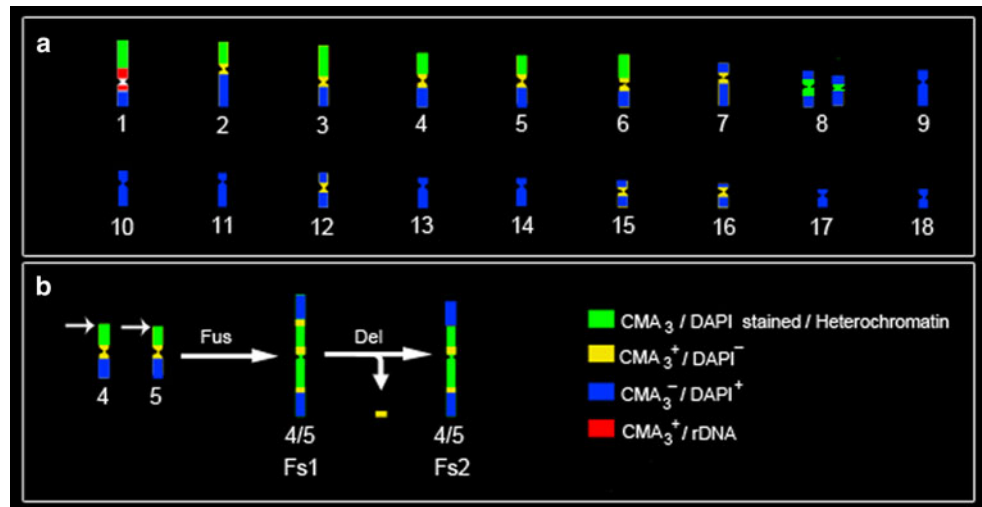 a
1 2 3 4 5 6 7 8 9
10 11 12 13 14 15 16 17 18
b
Fus Del
4 5
4/5 4/5
Fs1 Fs2
CMA₃ / DAPI stained / Heterochromatin
CMA₃⁺ / DAPI⁻
CMA₃⁻ / DAPI⁺
CMA₃⁺ / rDNA